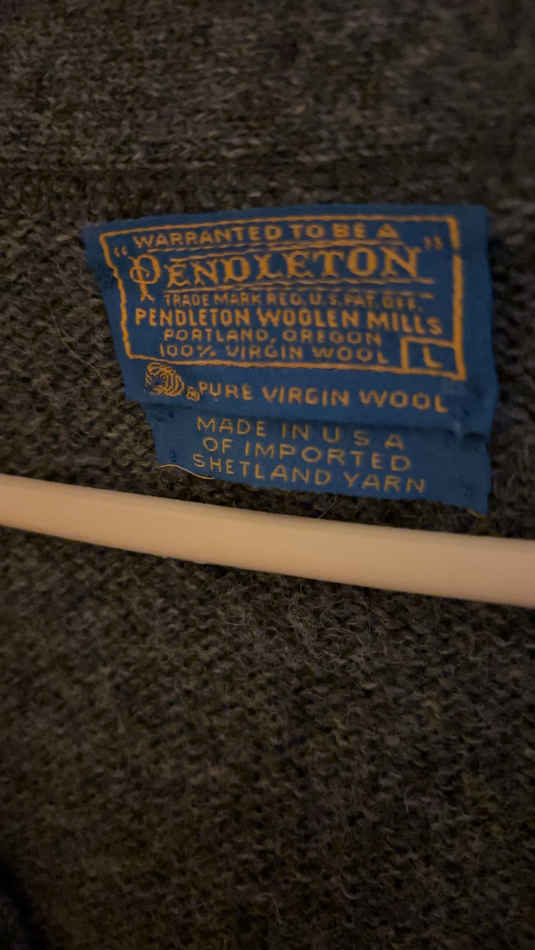 WARRANTED TO BE A
"PENDLETON"
TRADE MARK REG. U.S. PAT. OFF.
PENDLETON WOOLEN MILLS
PORTLAND, OREGON
100% VIRGIN WOOL L
® PURE VIRGIN WOOL
MADE IN U S A
OF IMPORTED
SHETLAND YARN